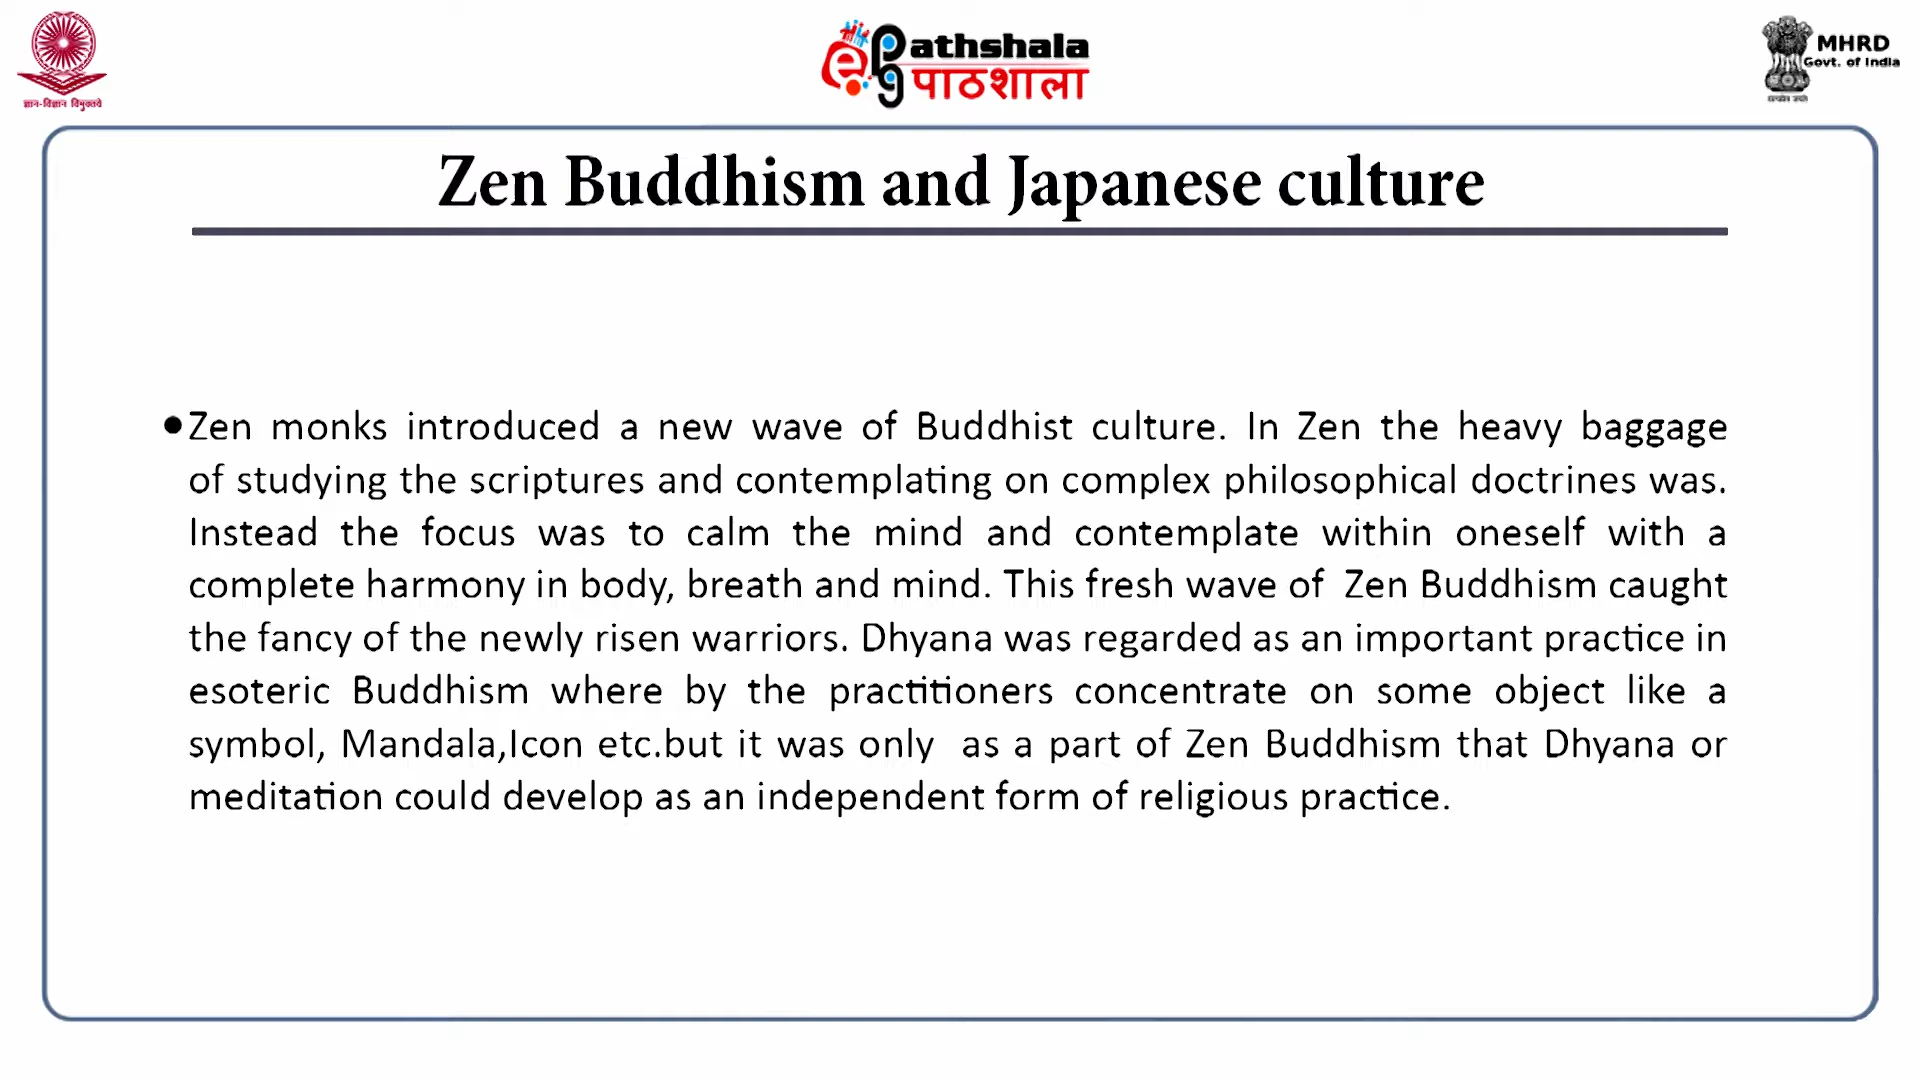 ज्ञान-विज्ञान विमुक्तये
ePathshala
पाठशाला
MHRD
Govt. of India
Zen Buddhism and Japanese culture
•Zen monks introduced a new wave of Buddhist culture. In Zen the heavy baggage
of studying the scriptures and contemplating on complex philosophical doctrines was.
Instead the focus was to calm the mind and contemplate within oneself with a
complete harmony in body, breath and mind. This fresh wave of  Zen Buddhism caught
the fancy of the newly risen warriors. Dhyana was regarded as an important practice in
esoteric Buddhism where by the practitioners concentrate on some object like a
symbol, Mandala,Icon etc.but it was only  as a part of Zen Buddhism that Dhyana or
meditation could develop as an independent form of religious practice.